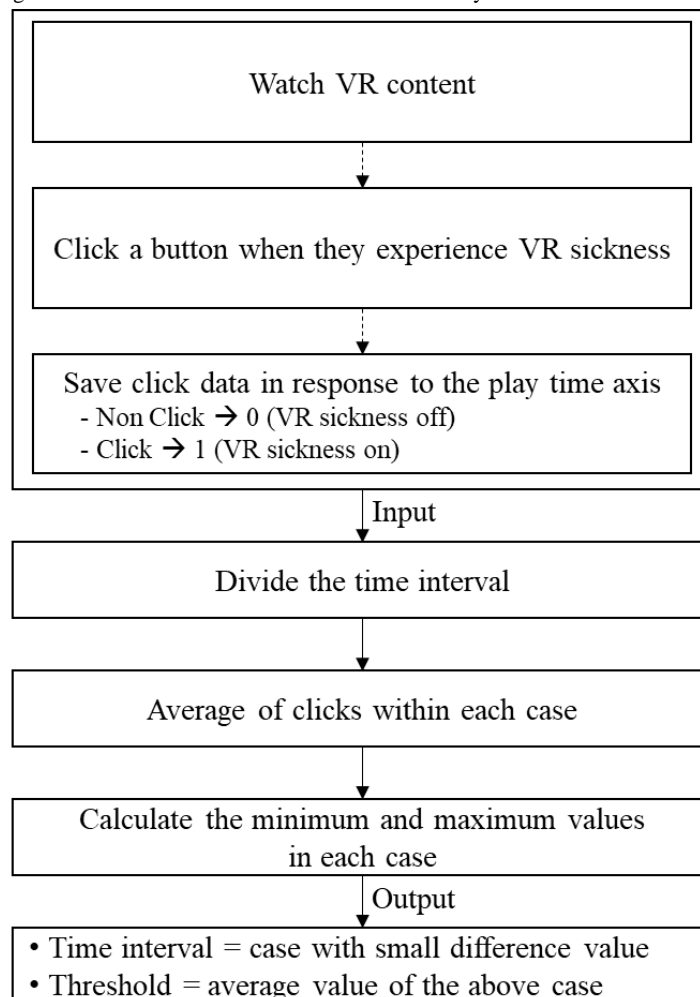 Watch VR content
Click a button when they experience VR sickness
Save click data in response to the play time axis
- Non Click → 0 (VR sickness off)
- Click → 1 (VR sickness on)
Input
Divide the time interval
Average of clicks within each case
Calculate the minimum and maximum values
in each case
Output
• Time interval = case with small difference value
• Threshold = average value of the above case